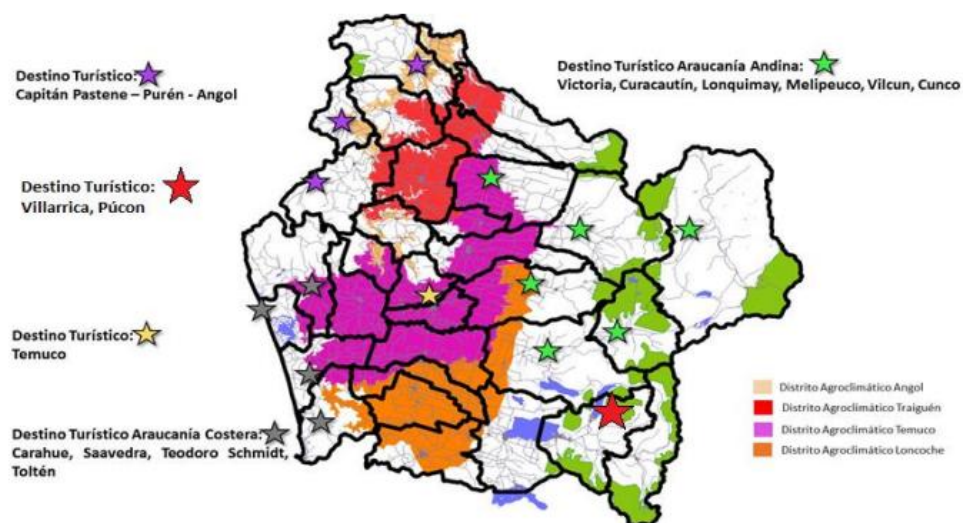 Destino Turístico:
Capitán Pastene – Purén - Angol
Destino Turístico Araucanía Andina:
Victoria, Curacautín, Lonquimay, Melipeuco, Vilcun, Cunco
Destino Turístico:
Villarrica, Púcon
Destino Turístico:
Temuco
Destino Turístico Araucanía Costera:
Carahue, Saavedra, Teodoro Schmidt,
Toltén
Distrito Agroclimático Angol
Distrito Agroclimático Traiguén
Distrito Agroclimático Temuco
Distrito Agroclimático Loncoche